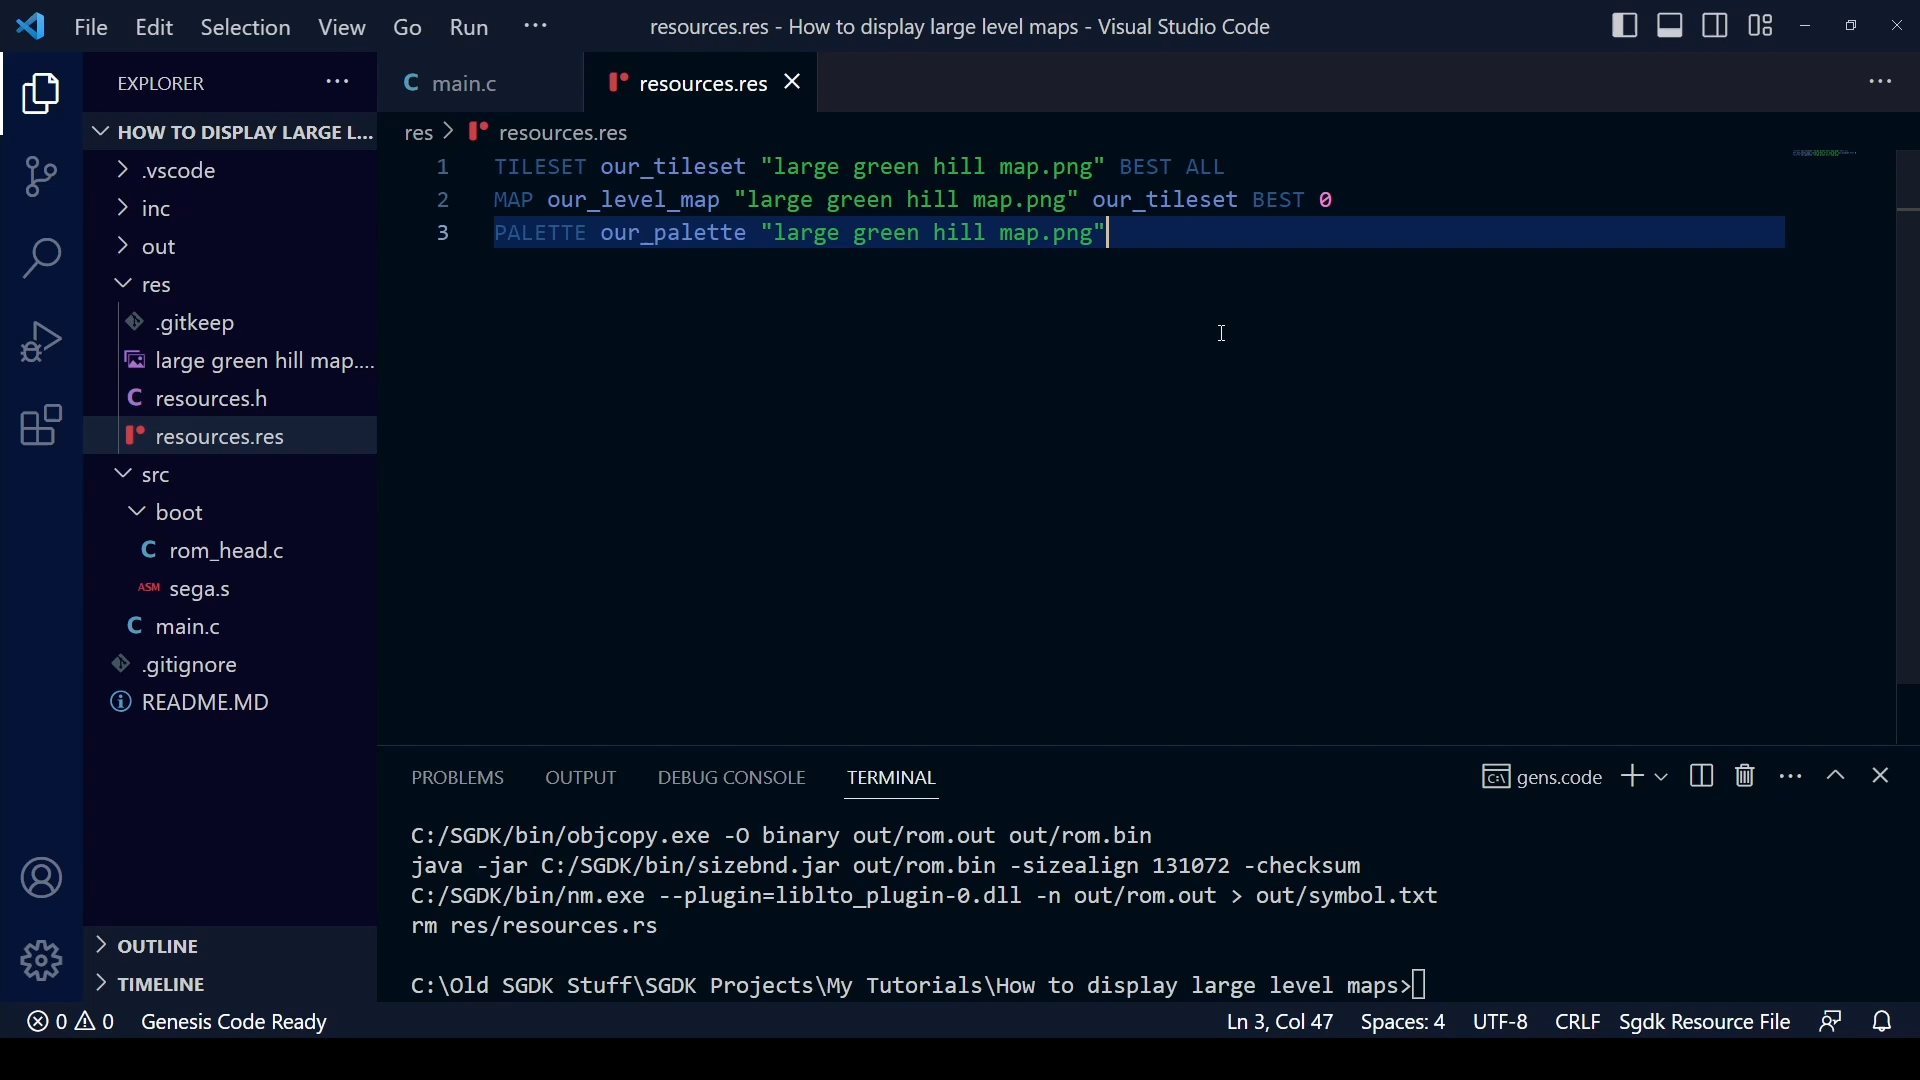 File Edit Selection View Go Run ···
resources.res - How to display large level maps - Visual Studio Code
EXPLORER ···
HOW TO DISPLAY LARGE L...
.vscode
inc
out
res
.gitkeep
large green hill map....
C resources.h
resources.res
src
boot
C rom_head.c
ASM sega.s
C main.c
.gitignore
README.MD
OUTLINE
TIMELINE
C main.c
resources.res
res > resources.res
1 TILESET our_tileset "large green hill map.png" BEST ALL
2 MAP our_level_map "large green hill map.png" our_tileset BEST 0
3 PALETTE our_palette "large green hill map.png"
PROBLEMS OUTPUT DEBUG CONSOLE TERMINAL
gens.code
C:/SGDK/bin/objcopy.exe -O binary out/rom.out out/rom.bin
java -jar C:/SGDK/bin/sizebnd.jar out/rom.bin -sizealign 131072 -checksum
C:/SGDK/bin/nm.exe --plugin=liblto_plugin-0.dll -n out/rom.out > out/symbol.txt
rm res/resources.rs
C:\Old SGDK Stuff\SGDK Projects\My Tutorials\How to display large level maps>
0 0 Genesis Code Ready
Ln 3, Col 47 Spaces: 4 UTF-8 CRLF Sgdk Resource File